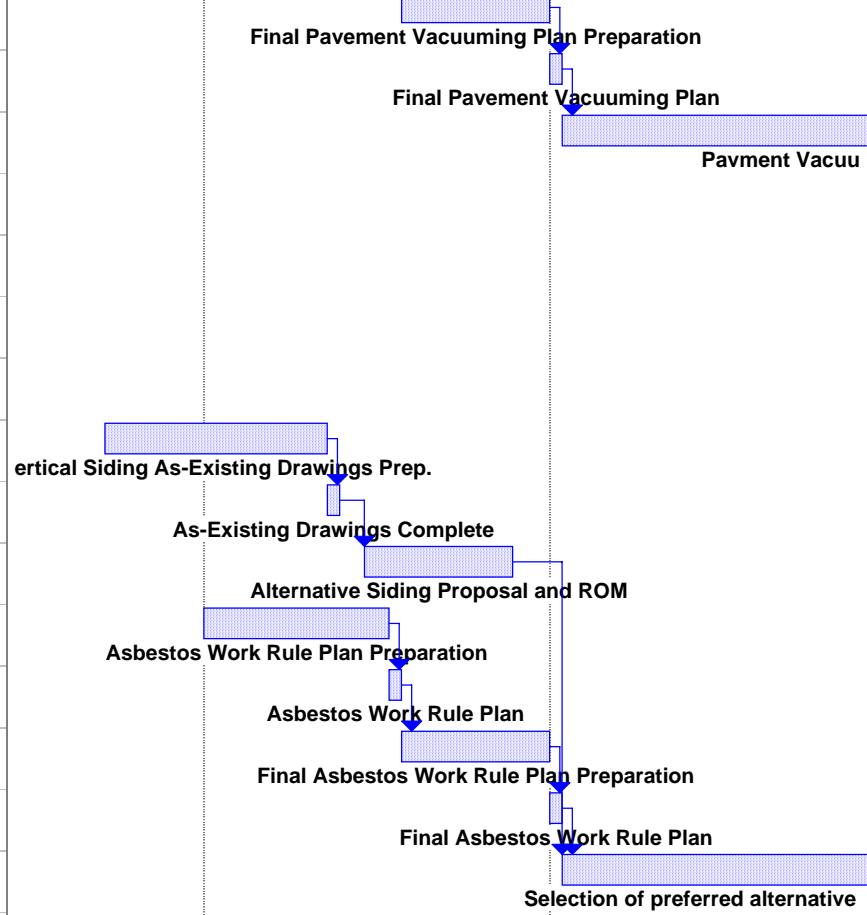 Final Pavement Vacuuming Plan Preparation
Final Pavement Vacuuming Plan
Pavment Vacuu
ertical Siding As-Existing Drawings Prep.
As-Existing Drawings Complete
Alternative Siding Proposal and ROM
Asbestos Work Rule Plan Preparation
Asbestos Work Rule Plan
Final Asbestos Work Rule Plan Preparation
Final Asbestos Work Rule Plan
Selection of preferred alternative